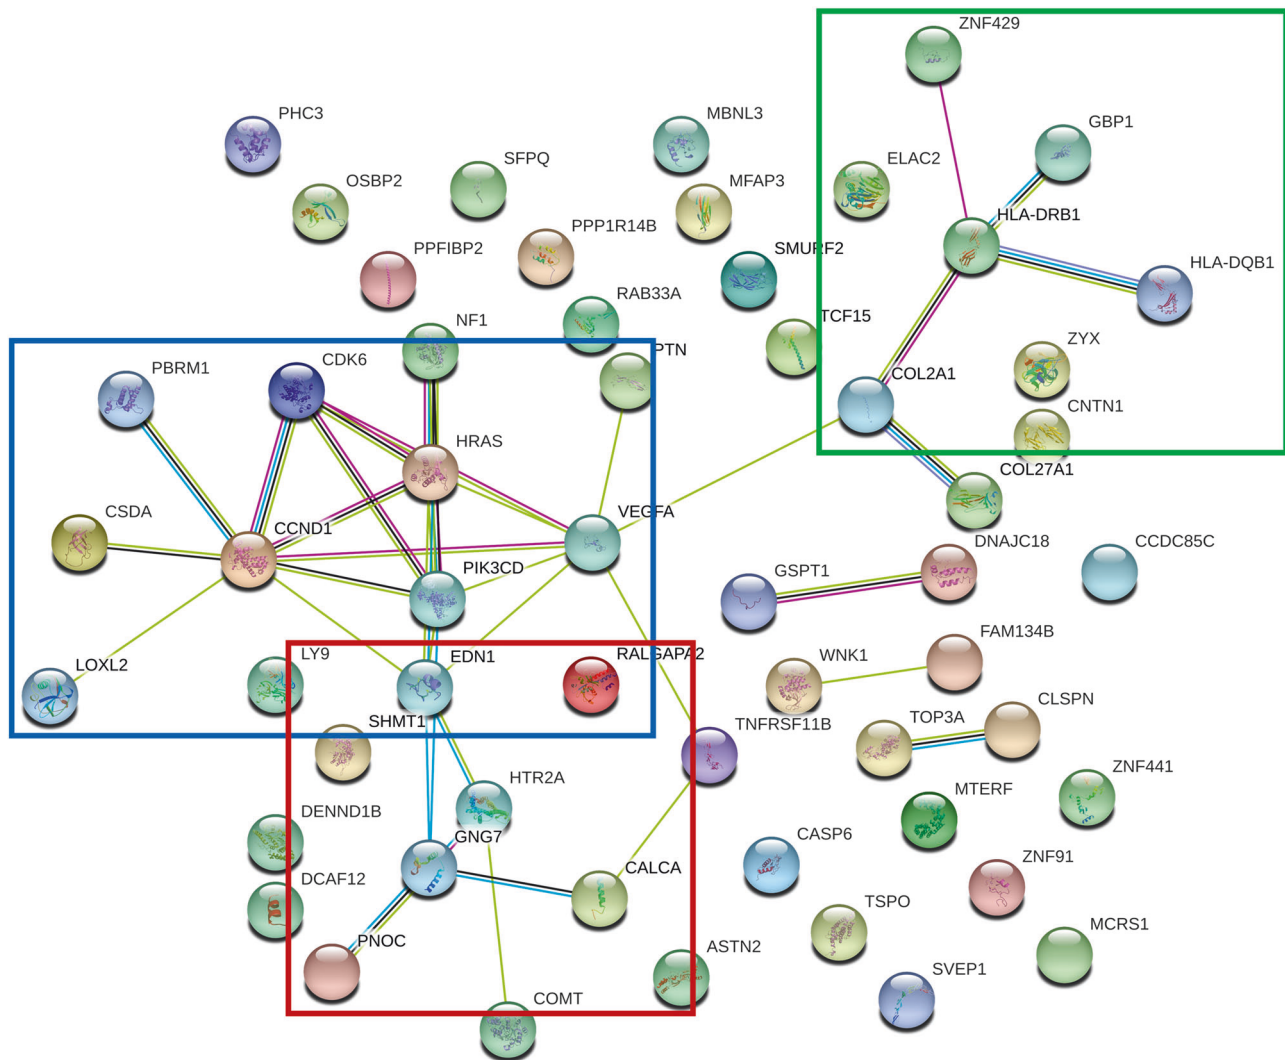 ZNF429
PHC3
MBNL3
GBP1
SFPQ
ELAC2
OSBP2
MFAP3
HLA-DRB1
PPP1R14B
PPFIBP2
SMURF2
HLA-DQB1
RAB33A
NF1
TCF15
PTN
ZYX
PBRM1
CDK6
COL2A1
CNTN1
HRAS
COL27A1
CSDA
VEGFA
CCND1
DNAJC18
CCDC85C
PIK3CD
GSPT1
FAM134B
LOXL2
LY9
EDN1
RALGAPA2
WNK1
CLSPN
SHMT1
TNFRSF11B
TOP3A
HTR2A
ZNF441
MTERF
DENND1B
GNG7
CASP6
ZNF91
CALCA
DCAF12
TSPO
MCRS1
PNOC
ASTN2
SVEP1
COMT